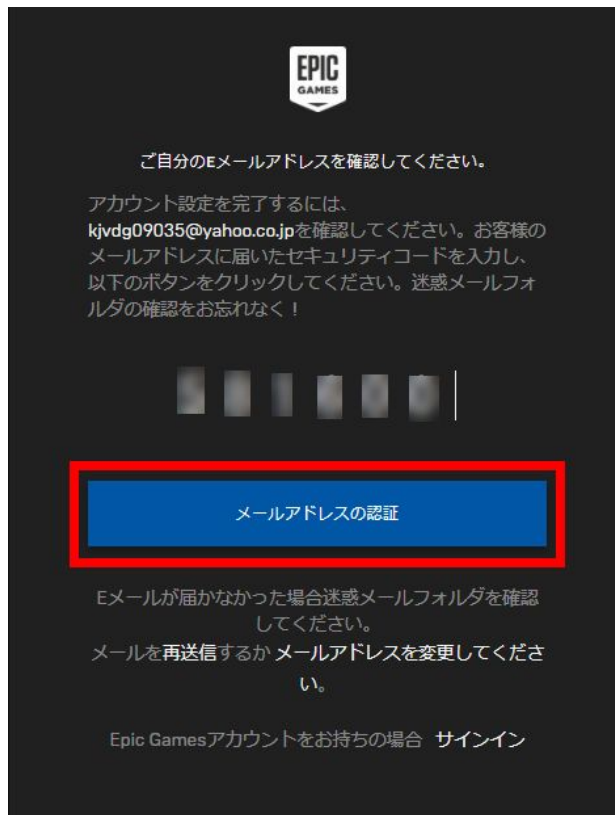 EPIC
GAMES
ご自分のEメールアドレスを確認してください。
アカウント設定を完了するには、
kjvdg09035@yahoo.co.jpを確認してください。お客様の
メールアドレスに届いたセキュリティコードを入力し、
以下のボタンをクリックしてください。迷惑メールフォ
ルダの確認をお忘れなく！
メールアドレスの認証
Eメールが届かなかった場合迷惑メールフォルダを確認
してください。
メールを再送信するか メールアドレスを変更してくださ
い。
Epic Gamesアカウントをお持ちの場合 サインイン